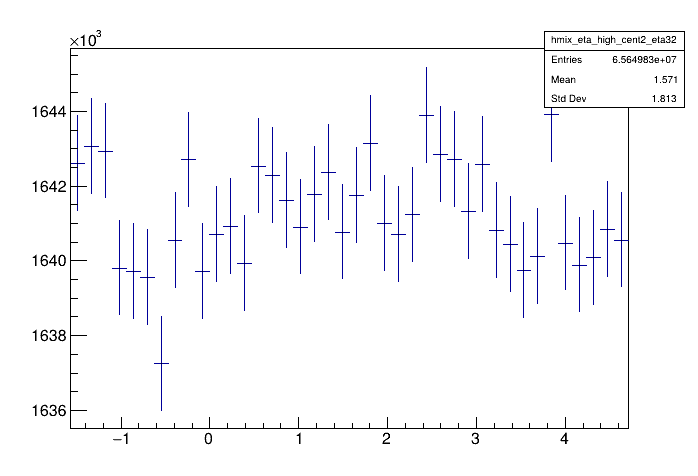 ×10³
hmix_eta_high_cent2_eta32
Entries 6.564983e+07
Mean 1.571
Std Dev 1.813
1644
1642
1640
1638
1636
−1 0 1 2 3 4